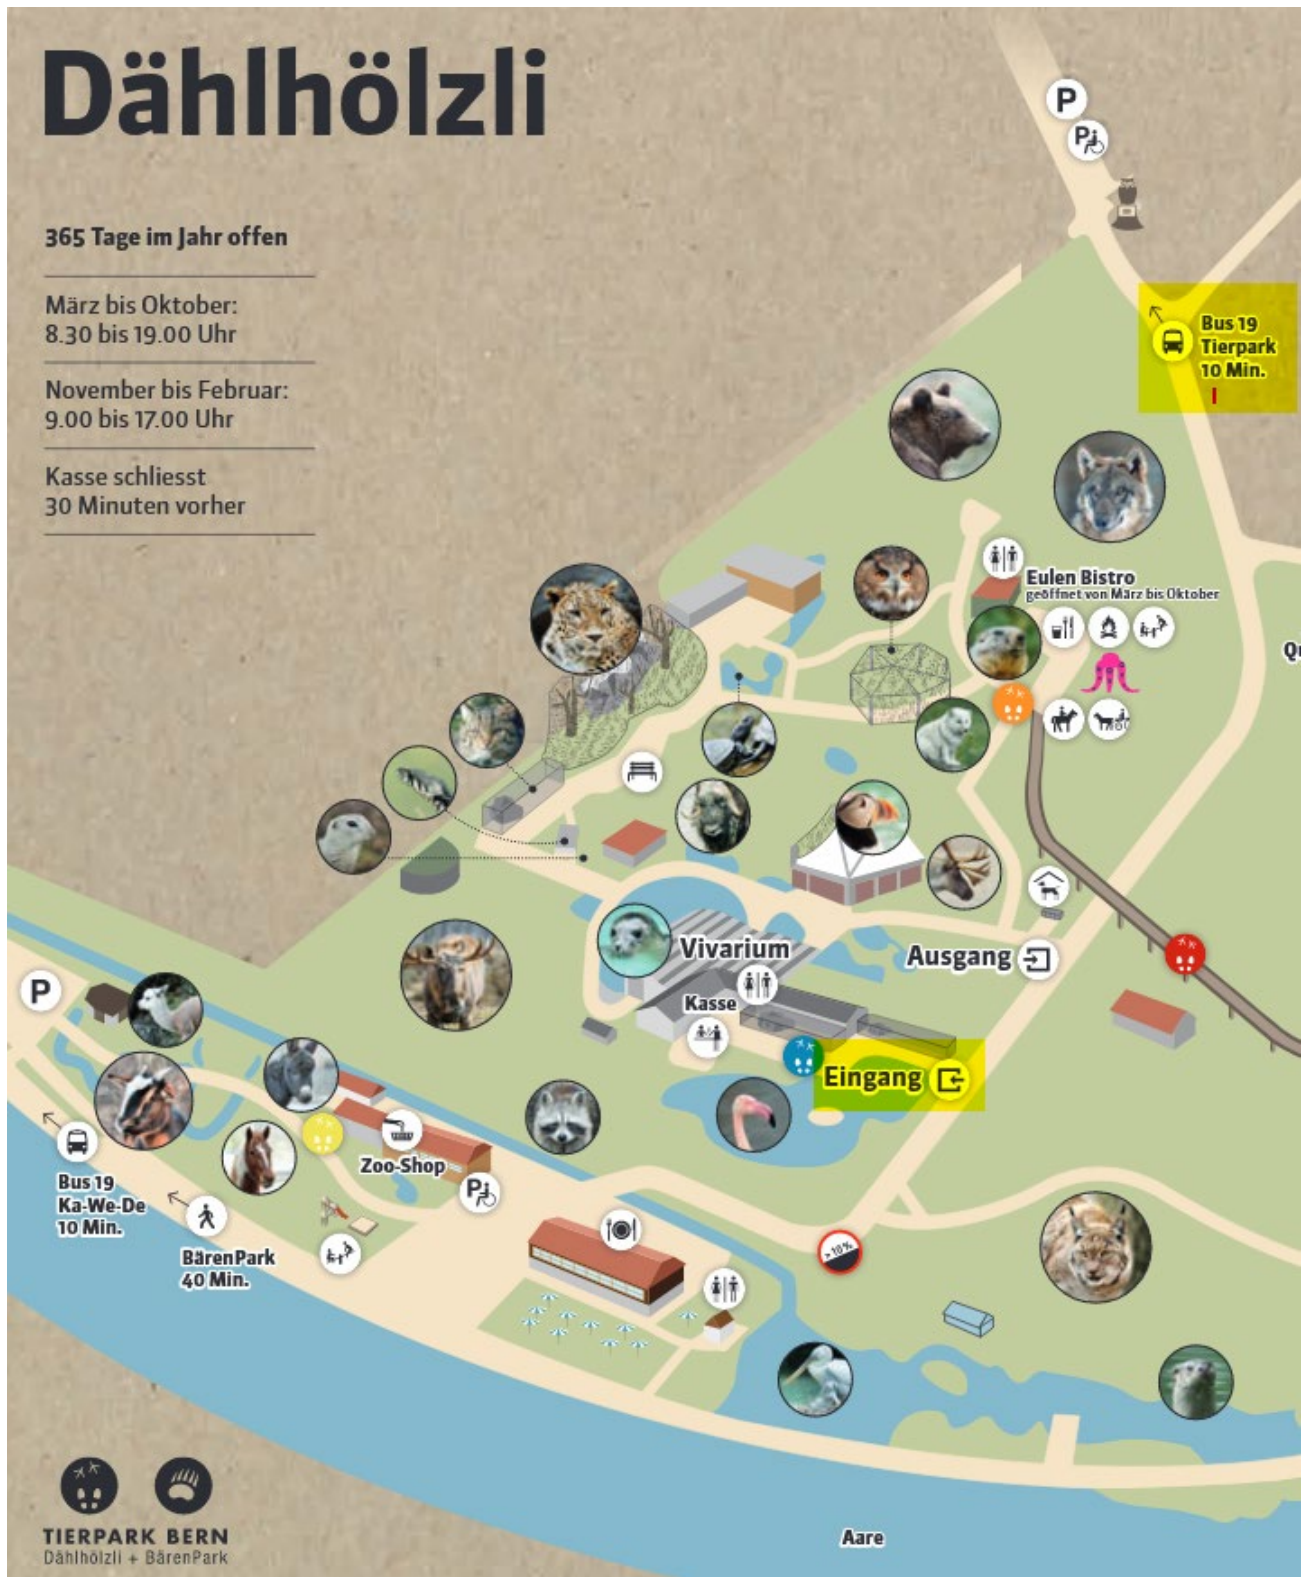 Dählhölzli
365 Tage im Jahr offen
März bis Oktober:
8.30 bis 19.00 Uhr
November bis Februar:
9.00 bis 17.00 Uhr
Kasse schliesst
30 Minuten vorher
P
P
Bus 19
Tierpark
10 Min.
Eulen Bistro
geöffnet von März bis Oktober
Vivarium
Kasse
Ausgang
Eingang
P
Zoo-Shop
P
Bus 19
Ka-We-De
10 Min.
BärenPark
40 Min.
>10%
Aare
TIERPARK BERN
Dählhölzli + BärenPark